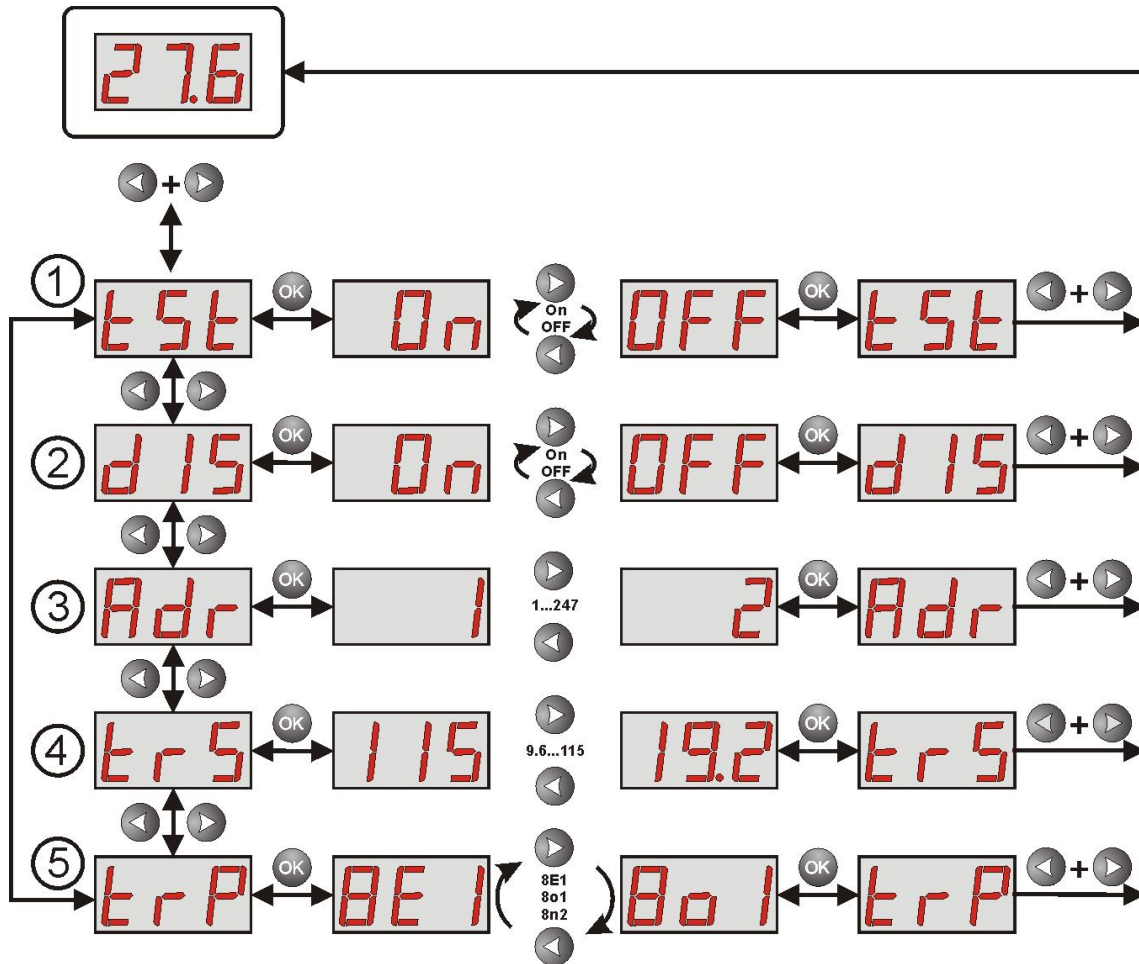 27.6
+
1 tSt OK On On OFF OFF OK tSt +
2 dIS OK On On OFF OFF OK dIS +
3 Adr OK 1 1...247 2 OK Adr +
4 trS OK 115 9.6...115 19.2 OK trS +
5 trP OK 8E1 8E1 8o1 8n2 8o1 OK trP +